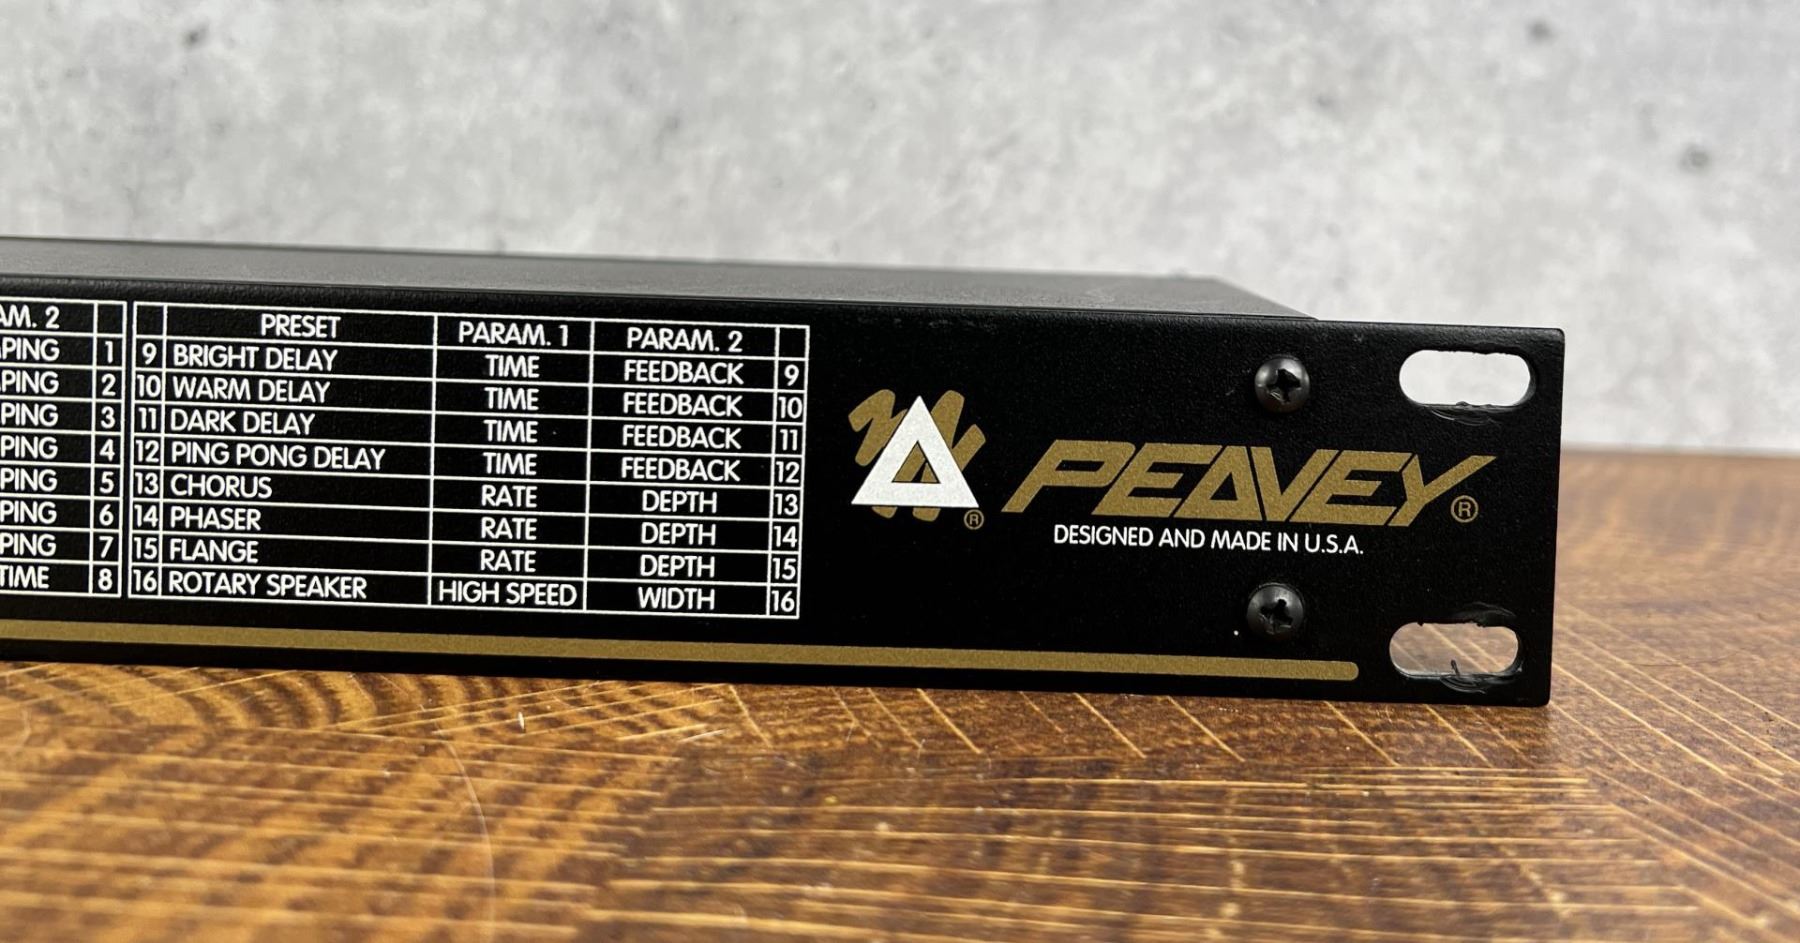 AM. 2
PING 1
PING 2
PING 3
PING 4
PING 5
PING 6
PING 7
TIME 8
PRESET PARAM. 1 PARAM. 2
9 BRIGHT DELAY TIME FEEDBACK 9
10 WARM DELAY TIME FEEDBACK 10
11 DARK DELAY TIME FEEDBACK 11
12 PING PONG DELAY TIME FEEDBACK 12
13 CHORUS RATE DEPTH 13
14 PHASER RATE DEPTH 14
15 FLANGE RATE DEPTH 15
16 ROTARY SPEAKER HIGH SPEED WIDTH 16
®
PEAVEY®
DESIGNED AND MADE IN U.S.A.